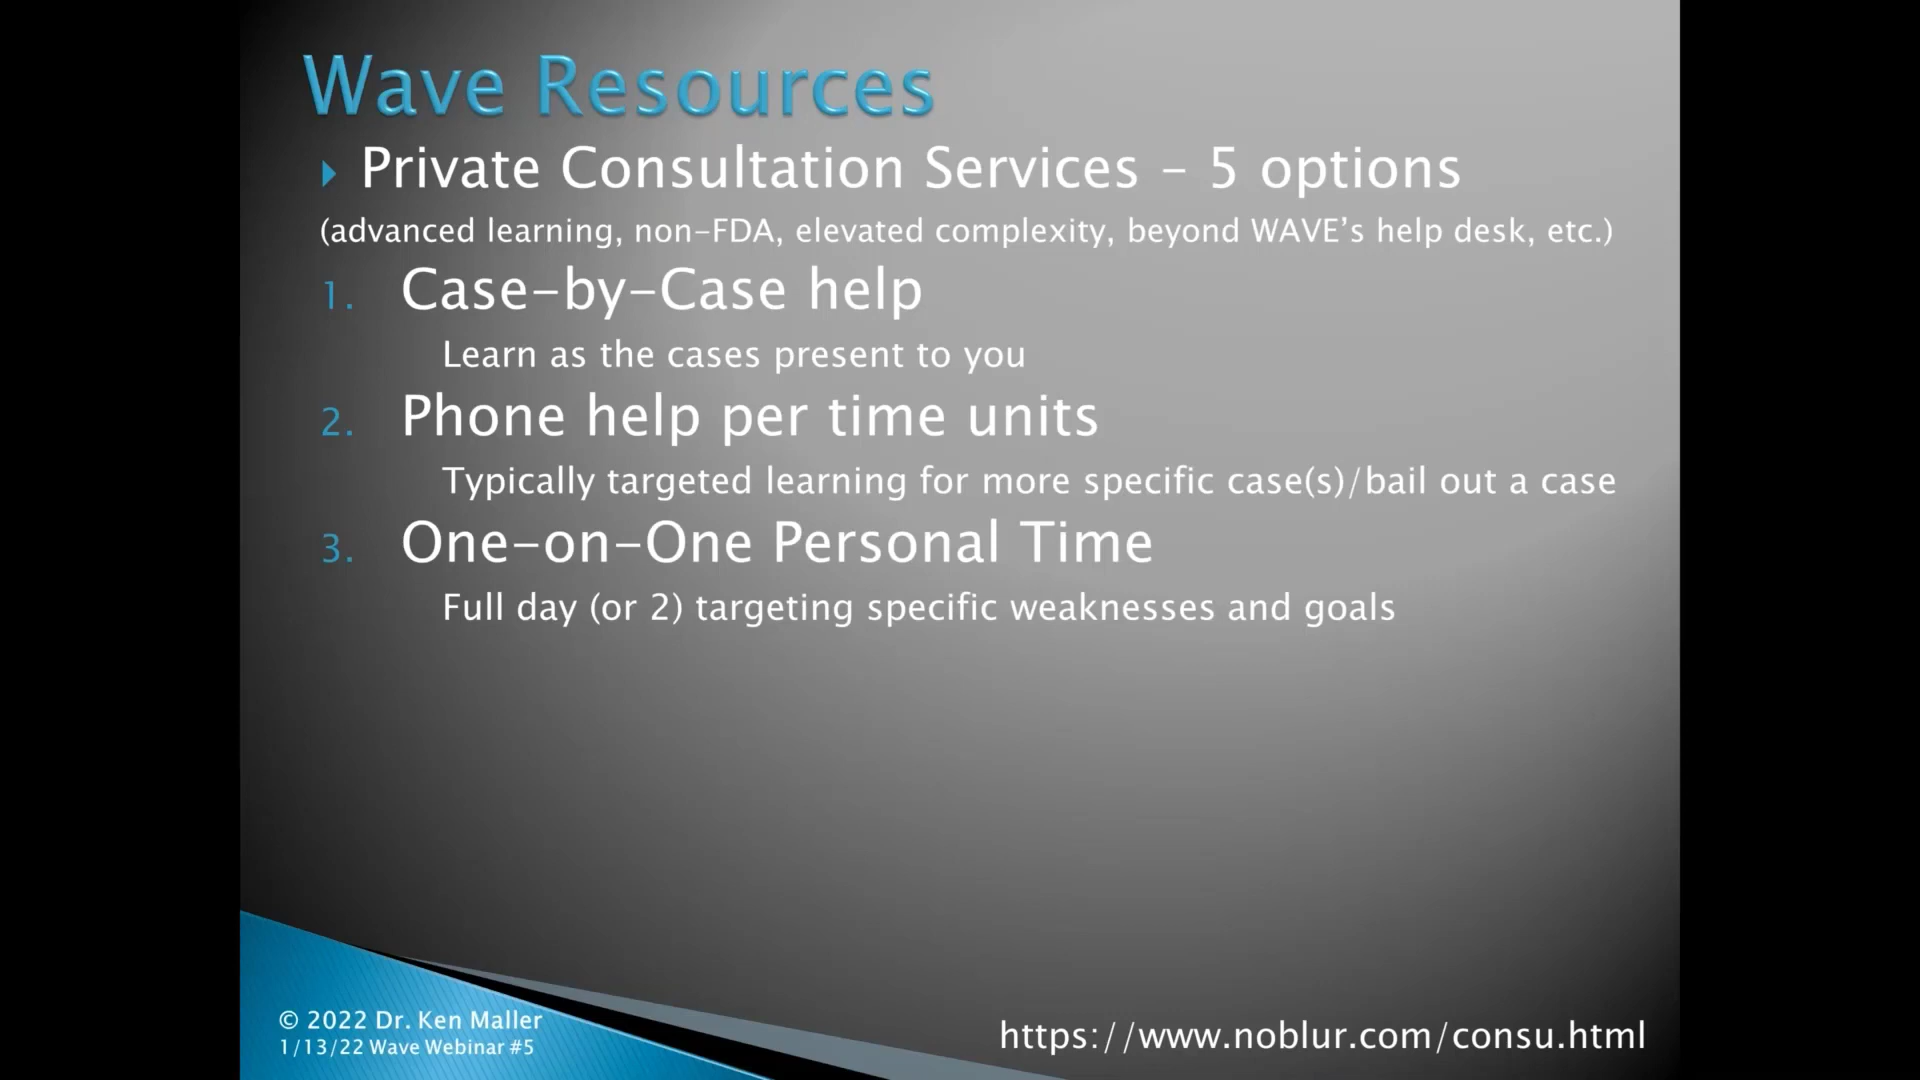 Wave Resources
Private Consultation Services – 5 options
(advanced learning, non-FDA, elevated complexity, beyond WAVE’s help desk, etc.)
1. Case-by-Case help
Learn as the cases present to you
2. Phone help per time units
Typically targeted learning for more specific case(s)/bail out a case
3. One-on-One Personal Time
Full day (or 2) targeting specific weaknesses and goals
© 2022 Dr. Ken Maller
1/13/22 Wave Webinar #5
https://www.noblur.com/consu.html